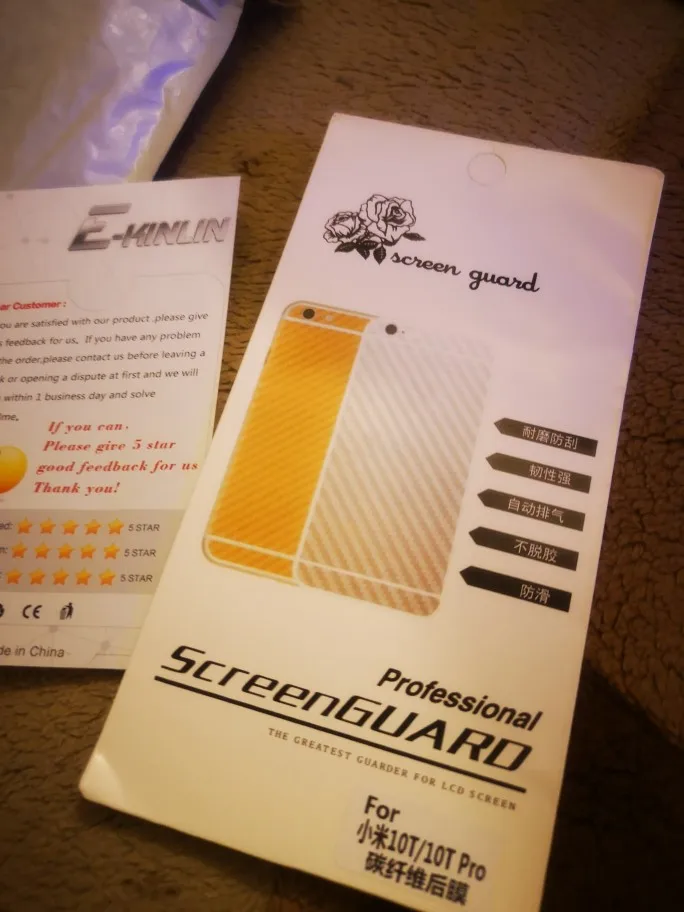 E-KINLIN
ar Customer :
ou are satisfied with our product .please give
feedback for us. If you have any problem
the order.please contact us before leaving a
or opening a dispute at first and we will
within 1 business day and solve
If you can.
Please give 5 star
good feedback for us
Thank you!
5 STAR
5 STAR
5 STAR
CE
de in China
screen guard
耐磨防刮
韧性强
自动排气
不脱胶
防滑
Professional
ScreenGUARD
THE GREATEST GUARDER FOR LCD SCREEN
For
小米10T/10T Pro
碳纤维后膜